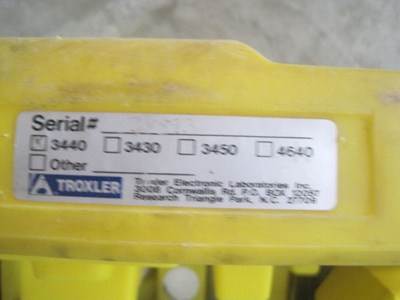 Serial#
3440 3430 3450 4640
Other
TROXLER Troxler Electronic Laboratories Inc.
3008 Cornwallis Rd. P.O. BOX 12057
Research Triangle Park, N.C. 27709